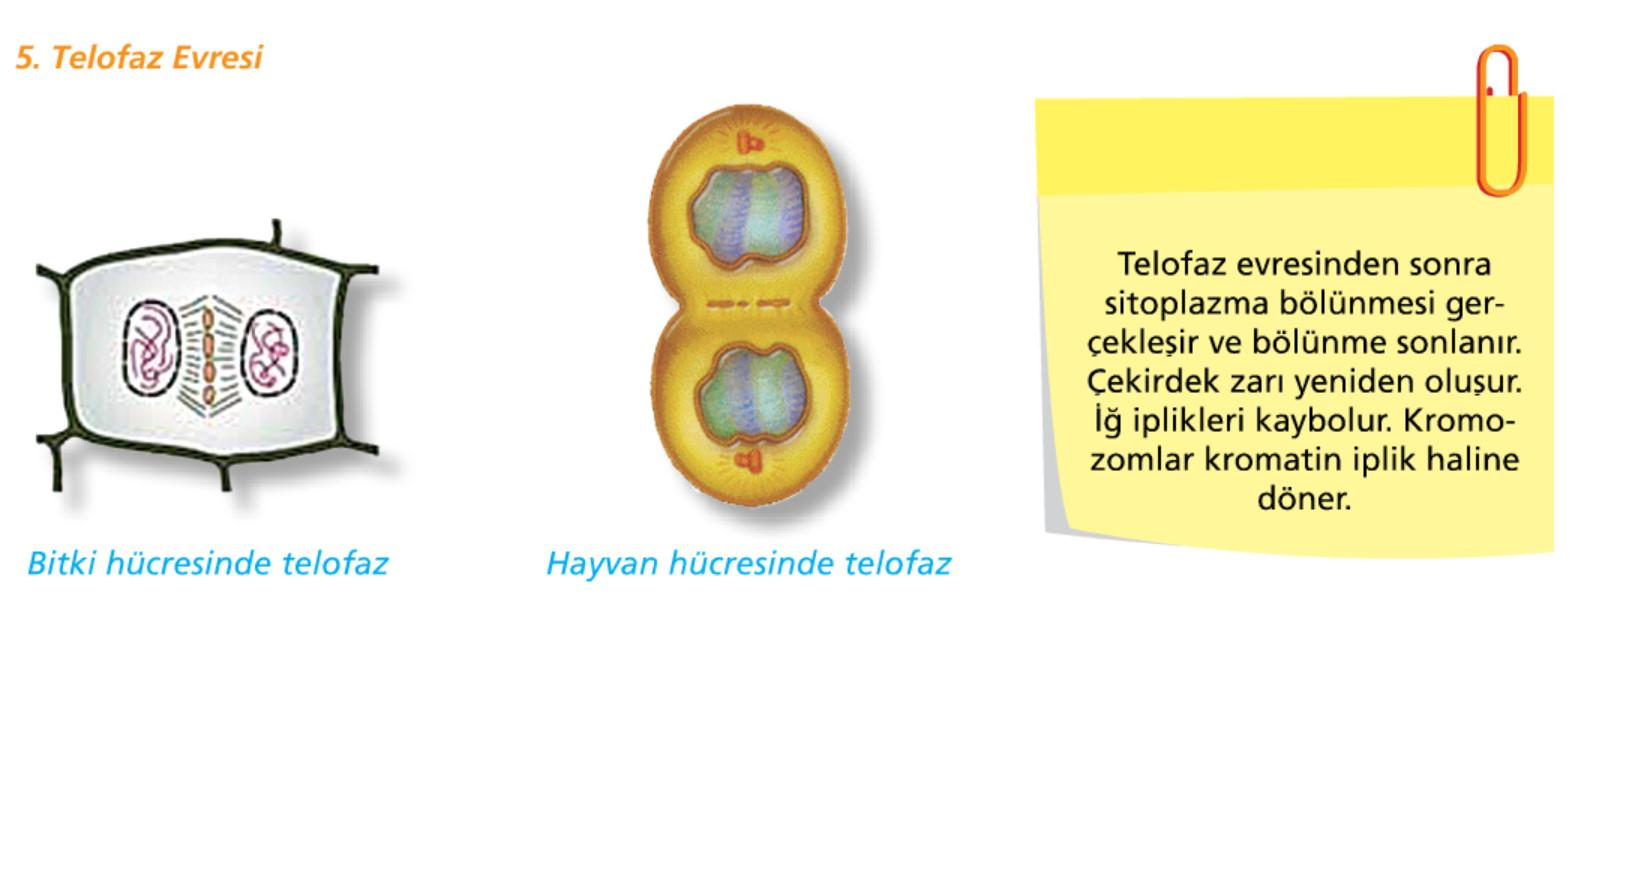 5. Telofaz Evresi
Telofaz evresinden sonra
sitoplazma bölünmesi ger-
çekleşir ve bölünme sonlanır.
Çekirdek zarı yeniden oluşur.
İğ iplikleri kaybolur. Kromo-
zomlar kromatin iplik haline
döner.
Bitki hücresinde telofaz
Hayvan hücresinde telofaz